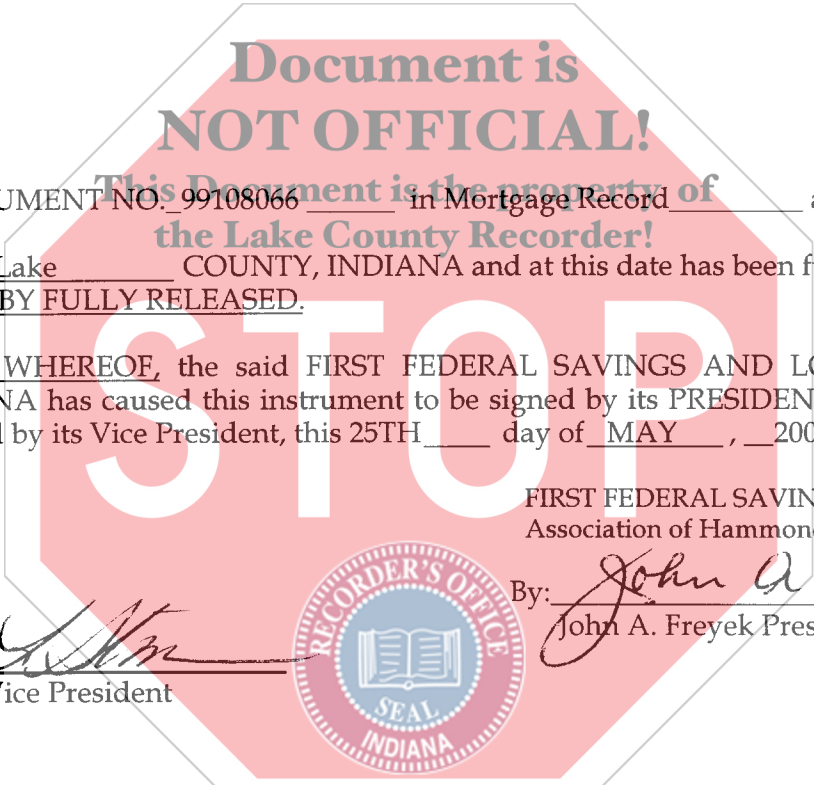 Document is
NOT OFFICIAL!
This Document is the property of
the Lake County Recorder!
UMENT NO. 99108066 in Mortgage Record a
Lake COUNTY, INDIANA and at this date has been f
BY FULLY RELEASED.
WHEREOF, the said FIRST FEDERAL SAVINGS AND LO
NA has caused this instrument to be signed by its PRESIDEN
l by its Vice President, this 25TH day of MAY , 200
STOP
FIRST FEDERAL SAVIN
Association of Hammon
By: John A
John A. Freyek Pres
Vice President
RECORDER'S OFFICE
SEAL
INDIANA